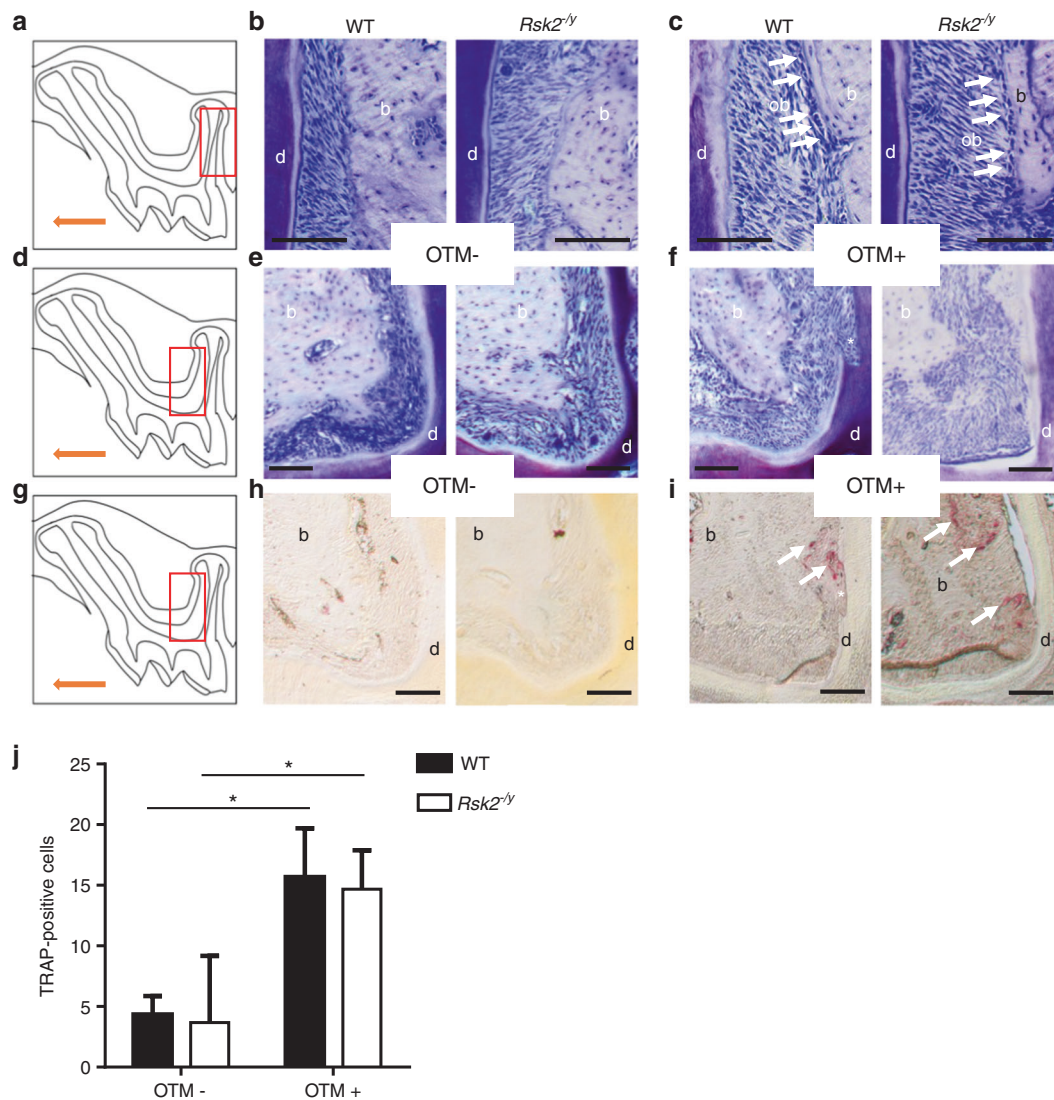 a
b
WT
Rsk2-/y
c
WT
Rsk2-/y
b
d
d
b
ob
b
d
d
ob
b
d
OTM-
e
OTM+
f
b
d
b
d
b
*
d
b
d
g
OTM-
h
OTM+
i
b
d
d
b
*
d
b
d
j
25
20
15
10
5
0
TRAP-positive cells
*
*
WT
Rsk2-/y
OTM -
OTM +